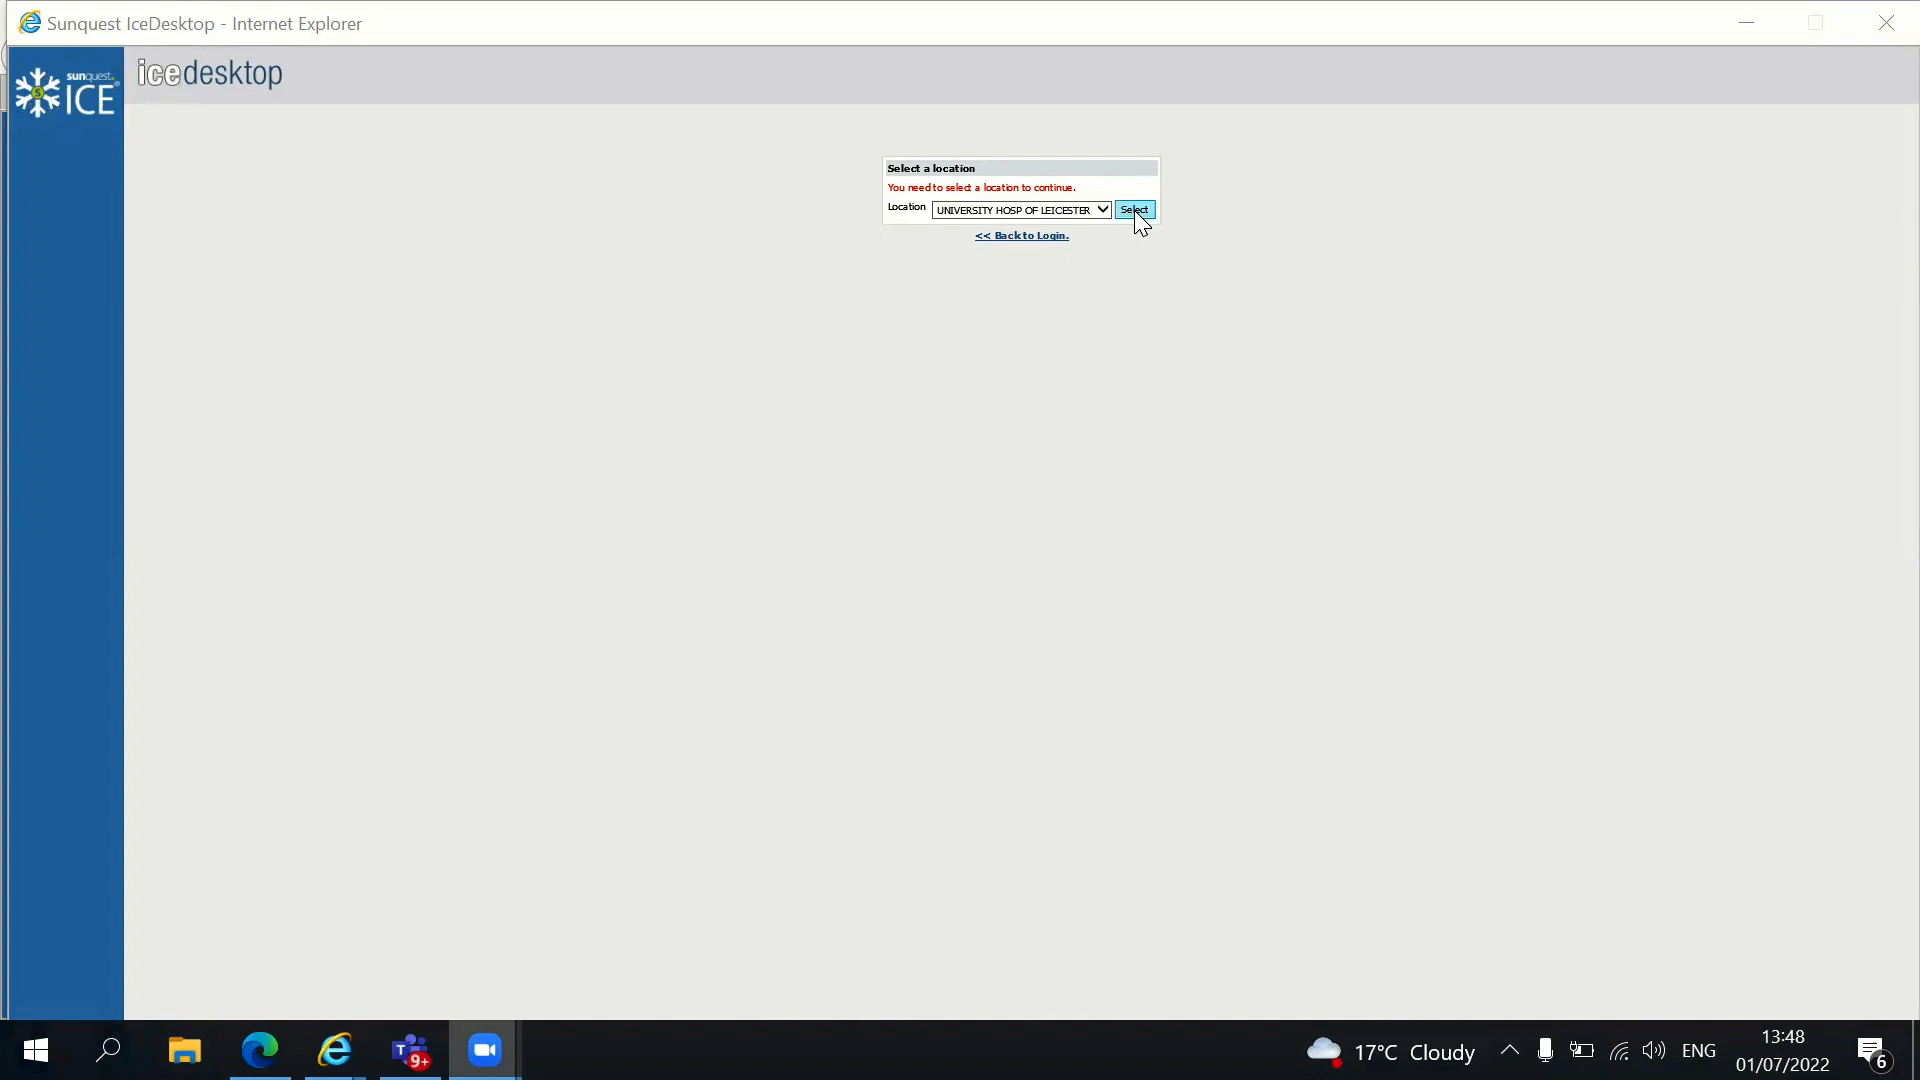 Sunquest IceDesktop - Internet Explorer
sunquest
ICE
icedesktop
Select a location
You need to select a location to continue.
Location UNIVERSITY HOSP OF LEICESTER Select
<< Back to Login.
T 9+
17°C Cloudy ENG 13:48
01/07/2022
6